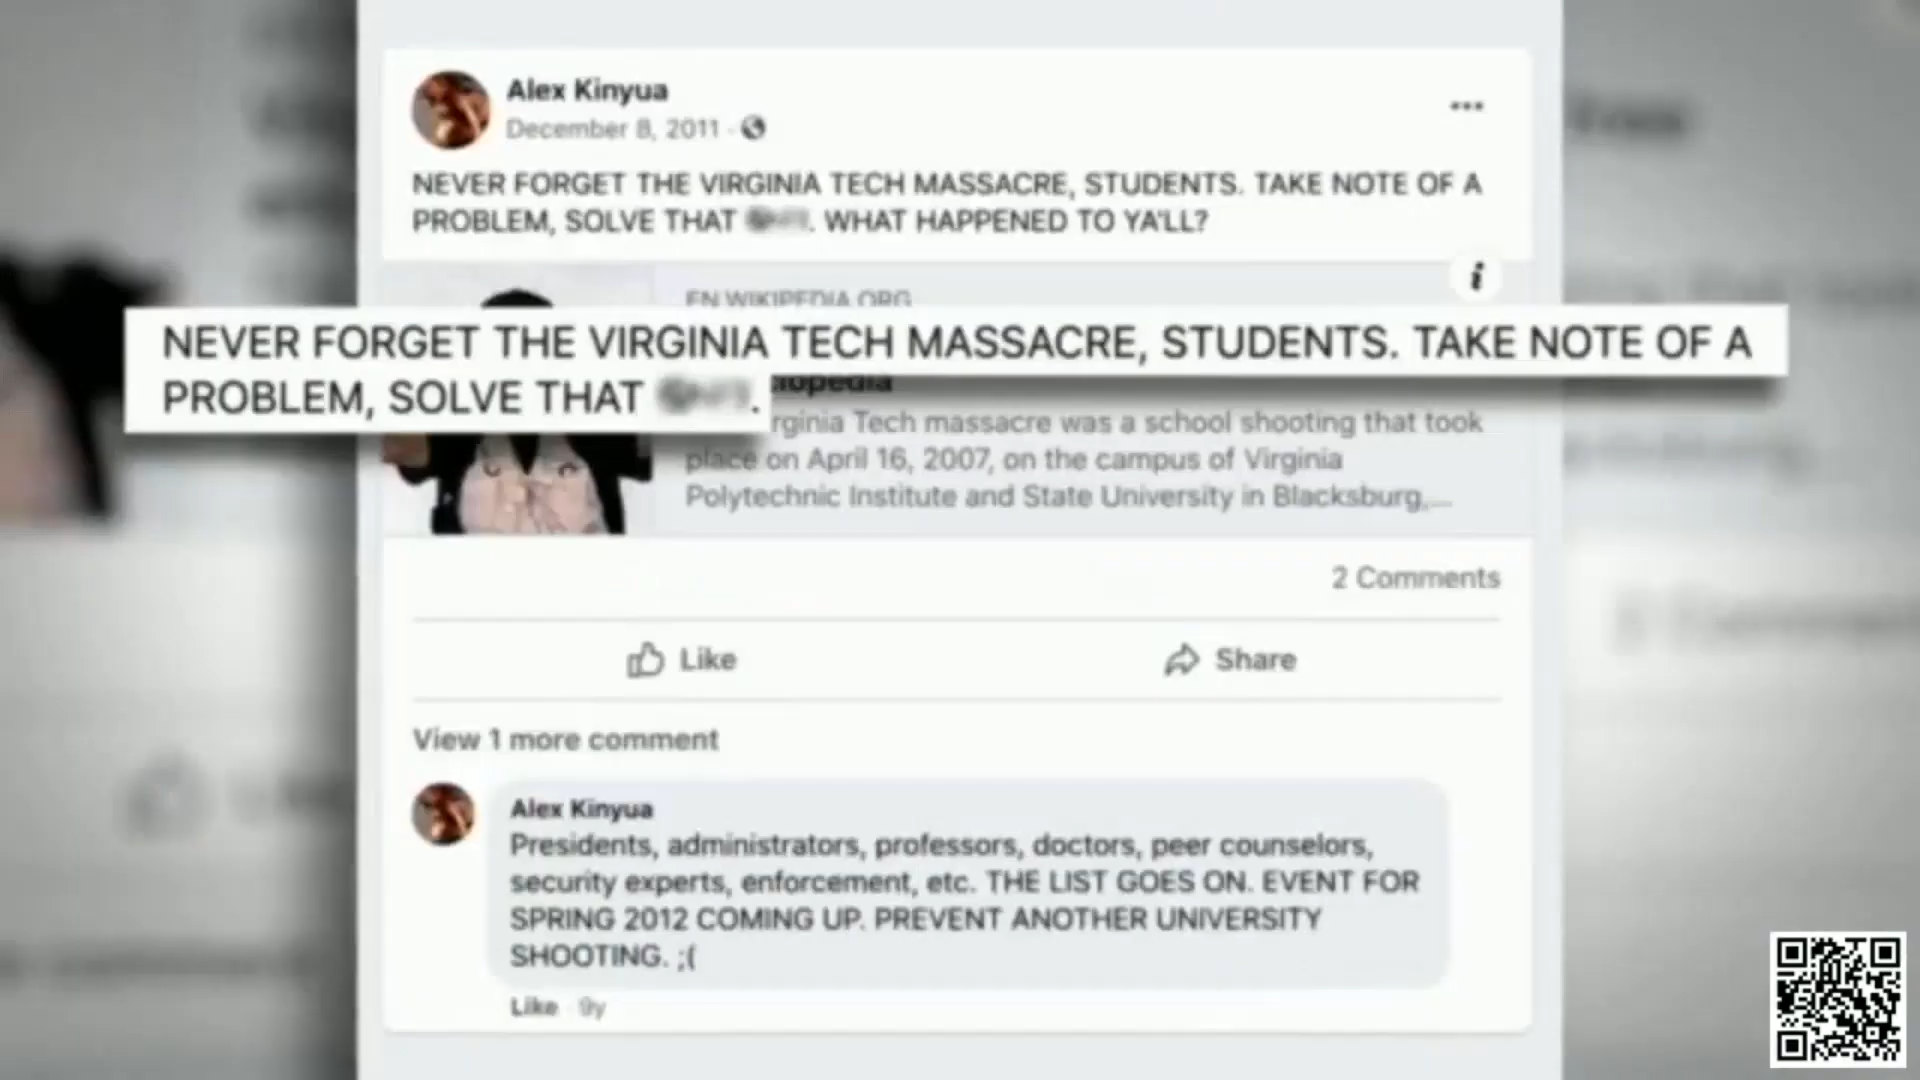 Alex Kinyua
December 8, 2011 ·
NEVER FORGET THE VIRGINIA TECH MASSACRE, STUDENTS. TAKE NOTE OF A
PROBLEM, SOLVE THAT . WHAT HAPPENED TO YA'LL?
i
EN.WIKIPEDIA.ORG
NEVER FORGET THE VIRGINIA TECH MASSACRE, STUDENTS. TAKE NOTE OF A
PROBLEM, SOLVE THAT .
rginia Tech massacre was a school shooting that took
place on April 16, 2007, on the campus of Virginia
Polytechnic Institute and State University in Blacksburg,...
2 Comments
Like
Share
View 1 more comment
Alex Kinyua
Presidents, administrators, professors, doctors, peer counselors,
security experts, enforcement, etc. THE LIST GOES ON. EVENT FOR
SPRING 2012 COMING UP. PREVENT ANOTHER UNIVERSITY
SHOOTING. ;(
Like · 9y